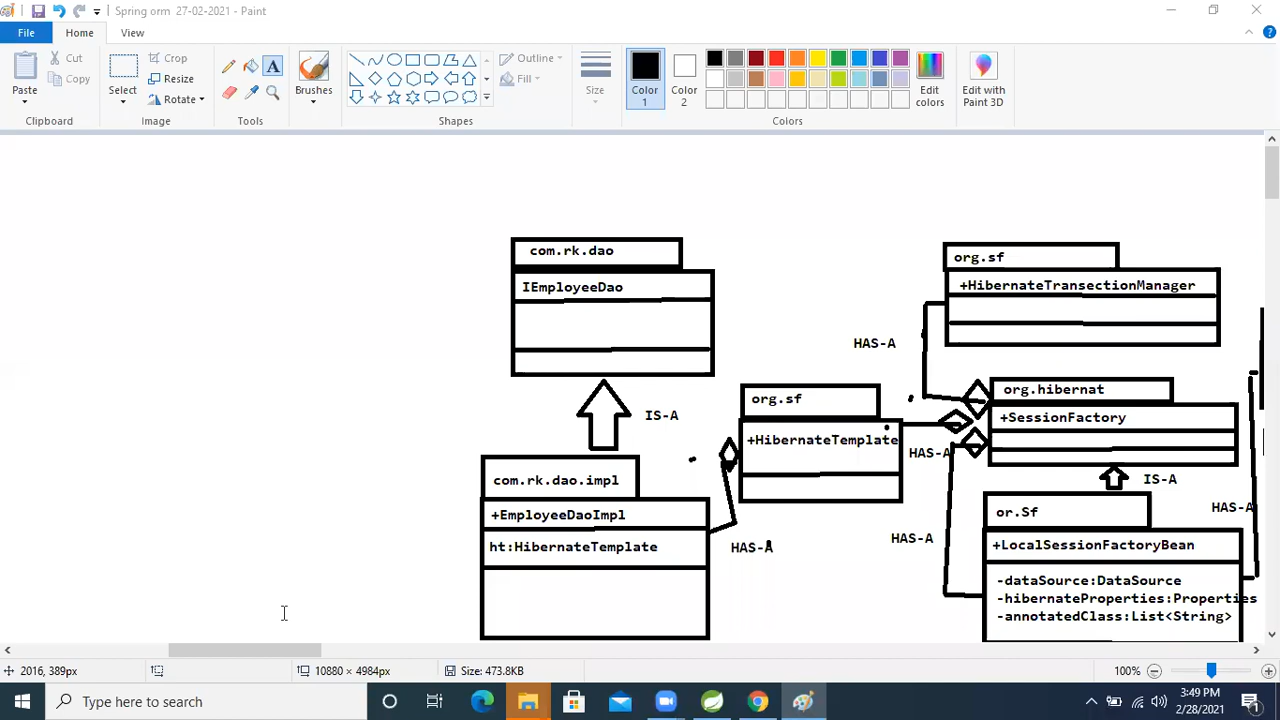 Spring orm 27-02-2021 - Paint
File
Home
View
Paste
Cut
Copy
Clipboard
Select
Crop
Resize
Rotate
Image
A
Tools
Brushes
Shapes
Outline
Fill
Size
Color 1
Color 2
Colors
Edit colors
Edit with Paint 3D
com.rk.dao
IEmployeeDao
IS-A
com.rk.dao.impl
+EmployeeDaoImpl
ht:HibernateTemplate
HAS-A
org.sf
+HibernateTemplate
HAS-A
org.sf
+HibernateTransectionManager
HAS-A
org.hibernat
+SessionFactory
IS-A
HAS-A
HAS-A
or.Sf
+LocalSessionFactoryBean
-dataSource:DataSource
-hibernateProperties:Properties
-annotatedClass:List<String>
2016, 389px
10880 × 4984px
Size: 473.8KB
100%
Type here to search
3:49 PM
2/28/2021
1